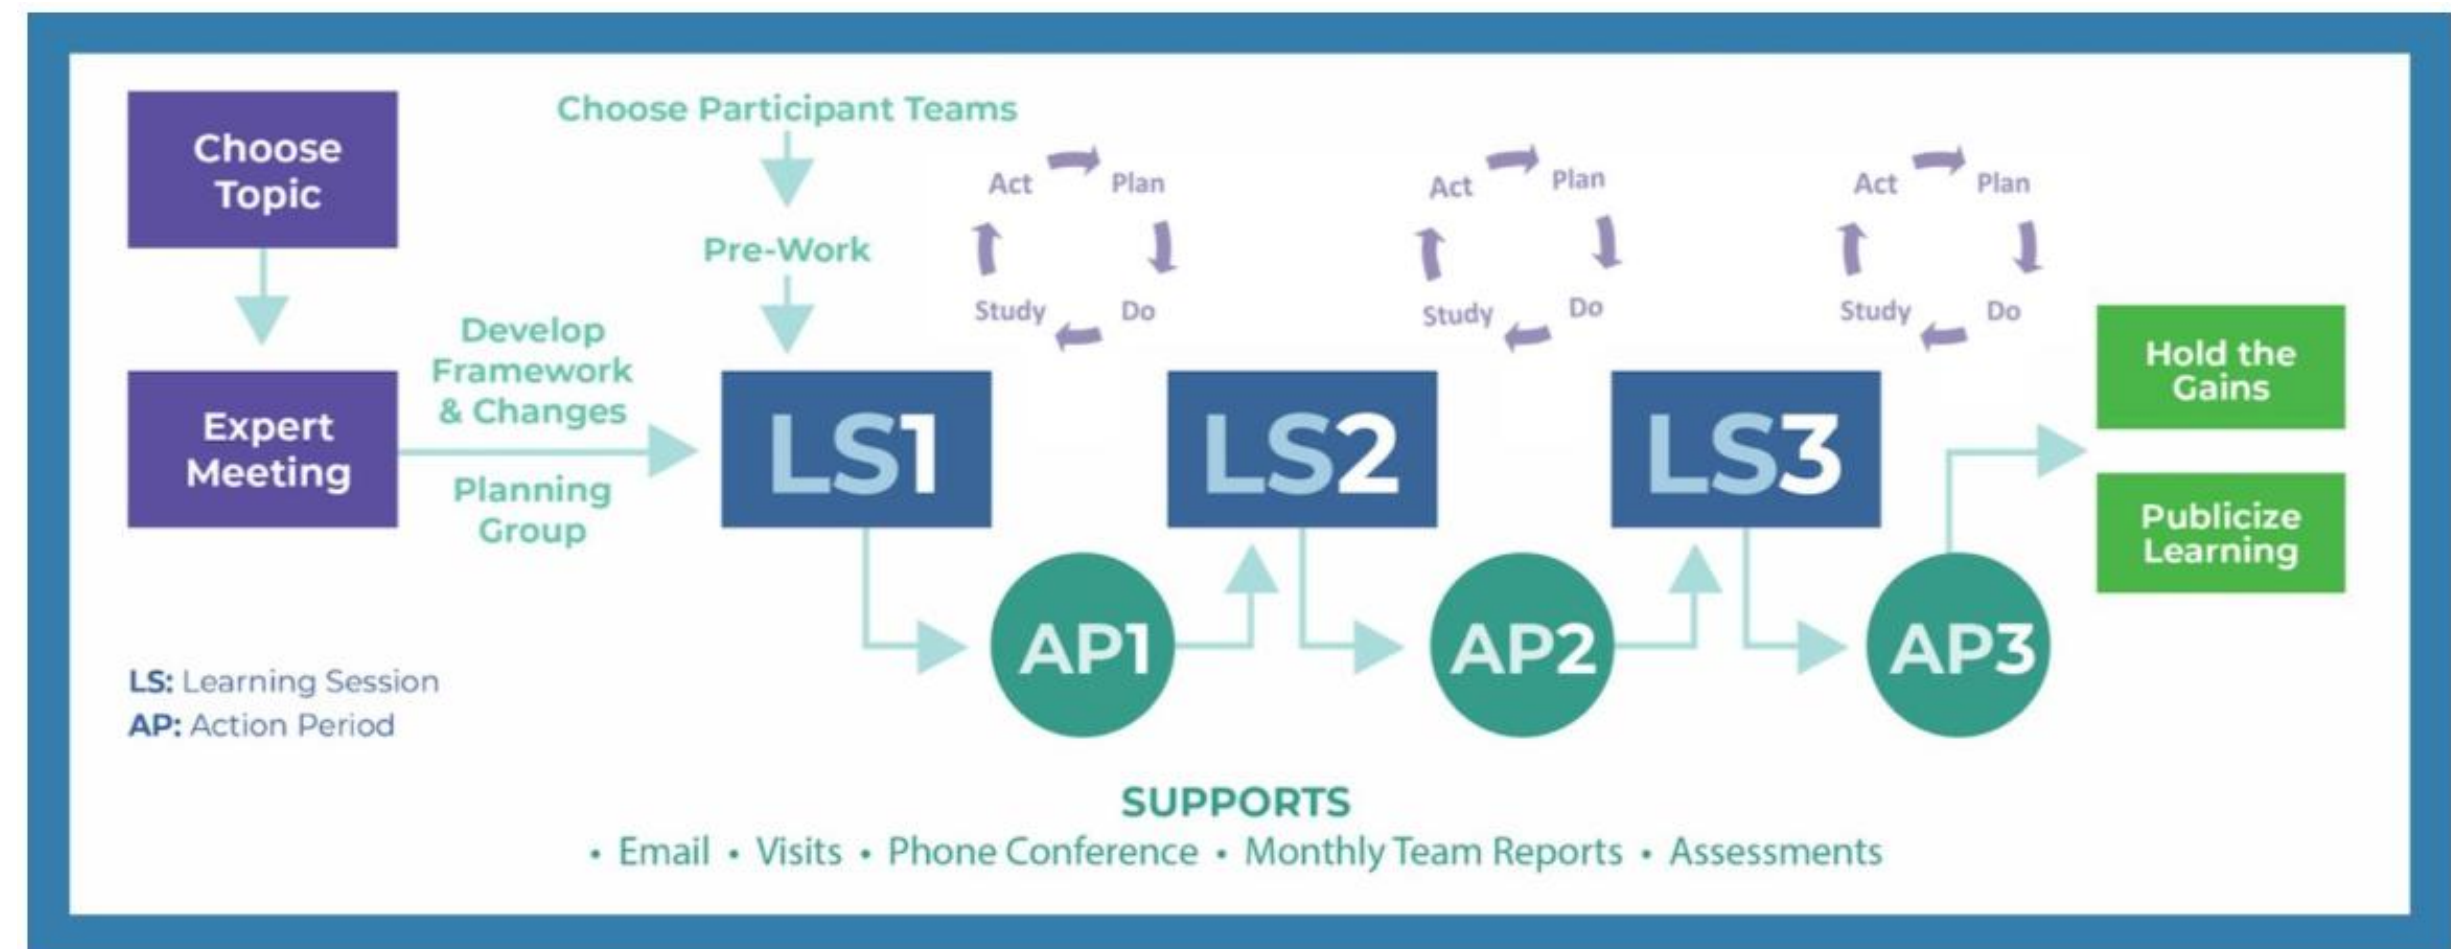 Choose
Topic
Expert
Meeting
Develop
Framework
& Changes
Planning
Group
Choose Participant Teams
Pre-Work
LS1
Act
Plan
Do
Study
AP1
LS2
Act
Plan
Do
Study
AP2
LS3
Act
Plan
Do
Study
AP3
Hold the
Gains
Publicize
Learning
LS: Learning Session
AP: Action Period
SUPPORTS
• Email • Visits • Phone Conference • Monthly Team Reports • Assessments